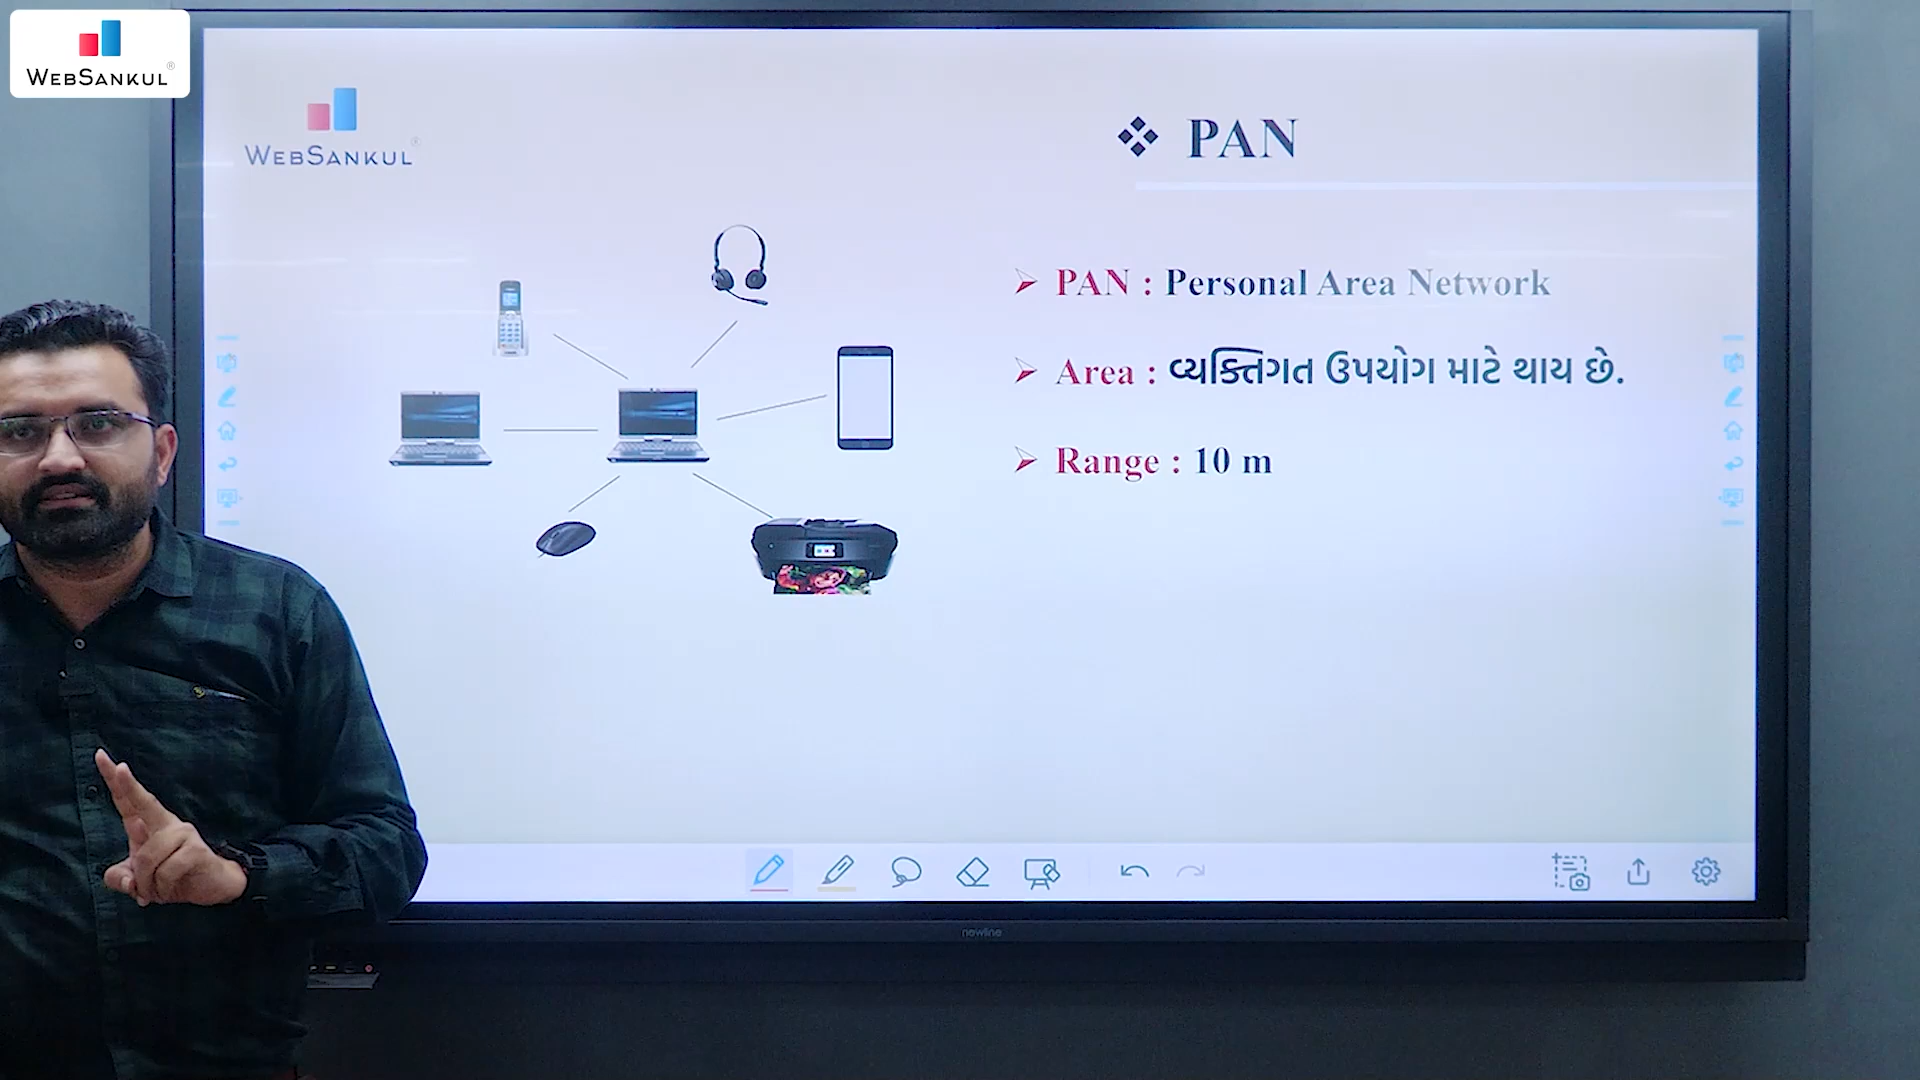 WEBSANKUL®
WEBSANKUL®
❖ PAN
➢ PAN : Personal Area Network
➢ Area : વ્યક્તિગત ઉપયોગ માટે થાય છે.
➢ Range : 10 m
newline